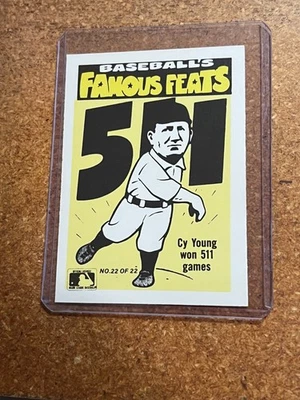 BASEBALL'S
FAMOUS FEATS
511
Cy Young
won 511
games
NO. 22 OF 22